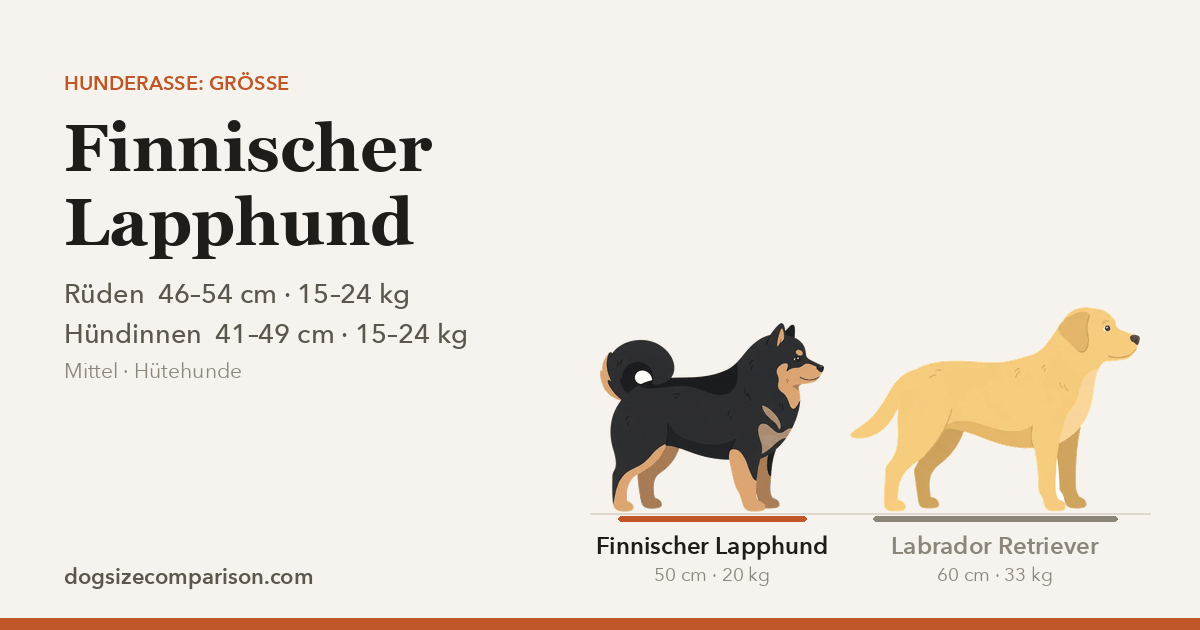 HUNDERASSE: GRÖSSE
Finnischer
Lapphund
Rüden 46–54 cm · 15–24 kg
Hündinnen 41–49 cm · 15–24 kg
Mittel · Hütehunde
Finnischer Lapphund
50 cm · 20 kg
Labrador Retriever
60 cm · 33 kg
dogsizecomparison.com